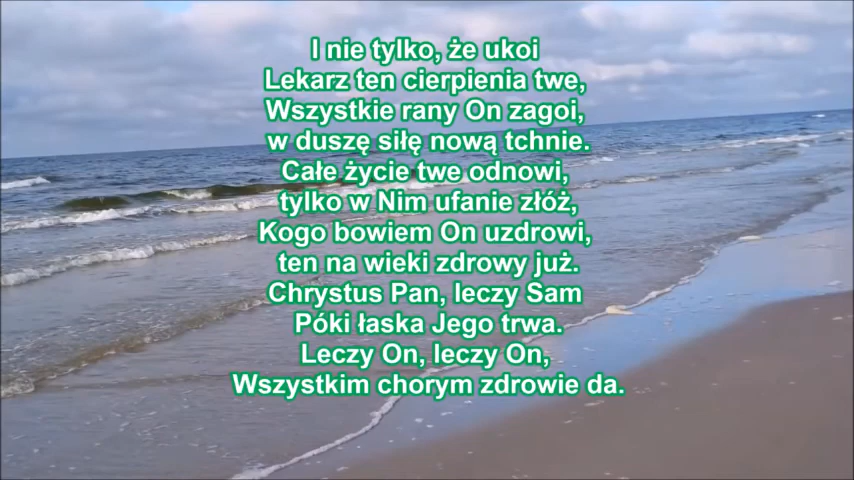 I nie tylko, że ukoi
Lekarz ten cierpienia twe,
Wszystkie rany On zagoi,
w duszę siłę nową tchnie.
Całe życie twe odnowi,
tylko w Nim ufanie złóż,
Kogo bowiem On uzdrowi,
ten na wieki zdrowy już.
Chrystus Pan, leczy Sam
Póki łaska Jego trwa.
Leczy On, leczy On,
Wszystkim chorym zdrowie da.